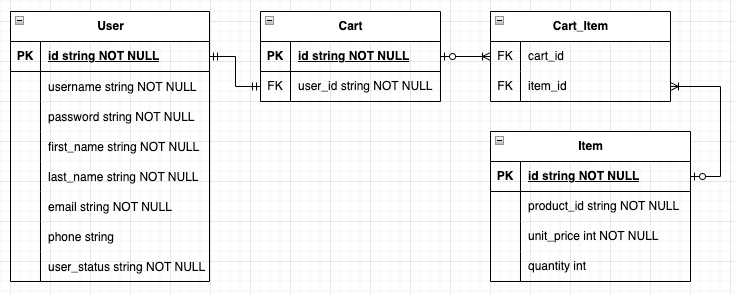 User
PK id string NOT NULL
username string NOT NULL
password string NOT NULL
first_name string NOT NULL
last_name string NOT NULL
email string NOT NULL
phone string
user_status string NOT NULL
Cart
PK id string NOT NULL
FK user_id string NOT NULL
Cart_Item
FK cart_id
FK item_id
Item
PK id string NOT NULL
product_id string NOT NULL
unit_price int NOT NULL
quantity int